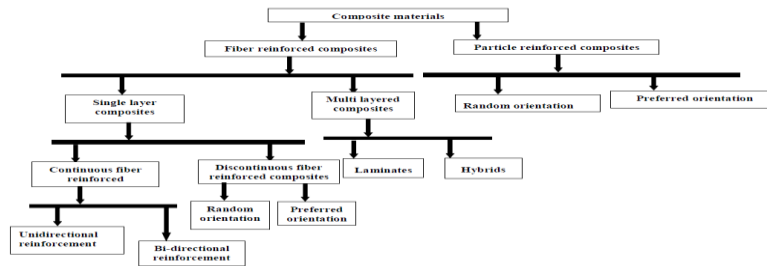 Composite materials
Fiber reinforced composites
Particle reinforced composites
Single layer
composites
Multi layered
composites
Random orientation
Preferred orientation
Continuous fiber
reinforced
Discontinuous fiber
reinforced composites
Laminates
Hybrids
Random
orientation
Preferred
orientation
Unidirectional
reinforcement
Bi-directional
reinforcement